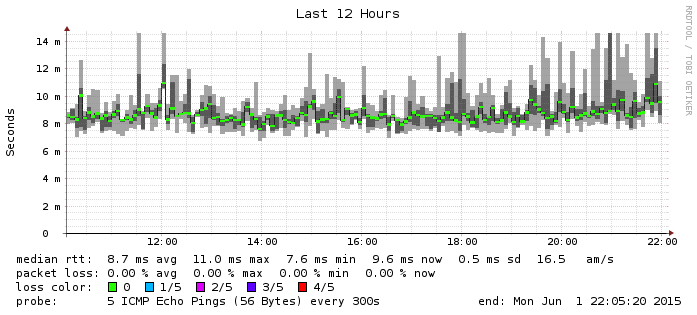 Last 12 Hours
RRDTOOL / TOBI OETIKER
Seconds
14 m
12 m
10 m
8 m
6 m
4 m
2 m
0
12:00 14:00 16:00 18:00 20:00 22:00
median rtt: 8.7 ms avg 11.0 ms max 7.6 ms min 9.6 ms now 0.5 ms sd 16.5 am/s
packet loss: 0.00 % avg 0.00 % max 0.00 % min 0.00 % now
loss color: 0 1/5 2/5 3/5 4/5
probe: 5 ICMP Echo Pings (56 Bytes) every 300s end: Mon Jun 1 22:05:20 2015